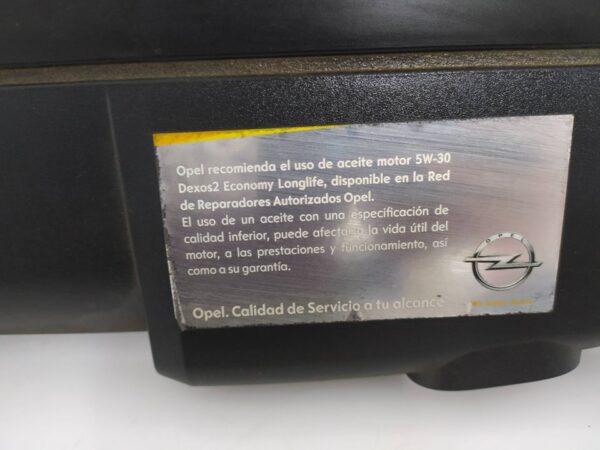 Opel recomienda el uso de aceite motor 5W-30
Dexos2 Economy Longlife, disponible en la Red
de Reparadores Autorizados Opel.
El uso de un aceite con una especificación de
calidad inferior, puede afectar a la vida útil del
motor, a las prestaciones y funcionamiento, así
como a su garantía.
Opel. Calidad de Servicio a tu alcance
OPEL